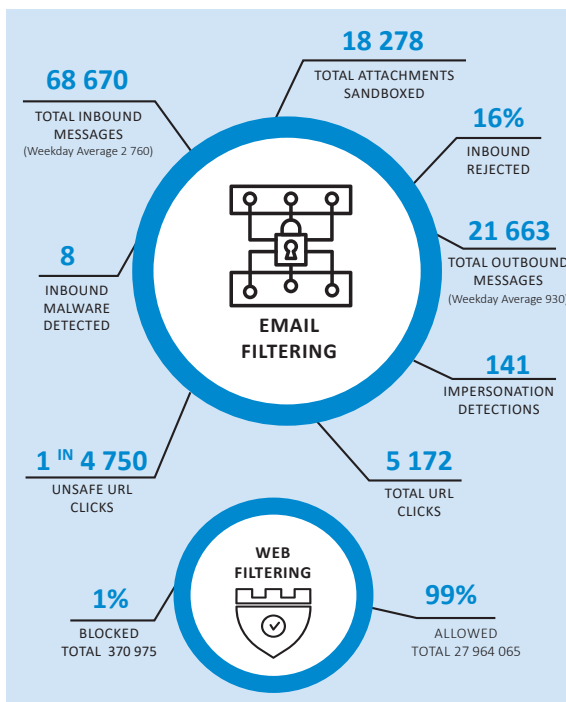 18 278
TOTAL ATTACHMENTS
SANDBOXED
68 670
TOTAL INBOUND
MESSAGES
(Weekday Average 2 760)
16%
INBOUND
REJECTED
21 663
TOTAL OUTBOUND
MESSAGES
(Weekday Average 930)
8
INBOUND
MALWARE
DETECTED
EMAIL
FILTERING
141
IMPERSONATION
DETECTIONS
1 IN 4 750
UNSAFE URL
CLICKS
5 172
TOTAL URL
CLICKS
WEB
FILTERING
1%
BLOCKED
TOTAL 370 975
99%
ALLOWED
TOTAL 27 964 065